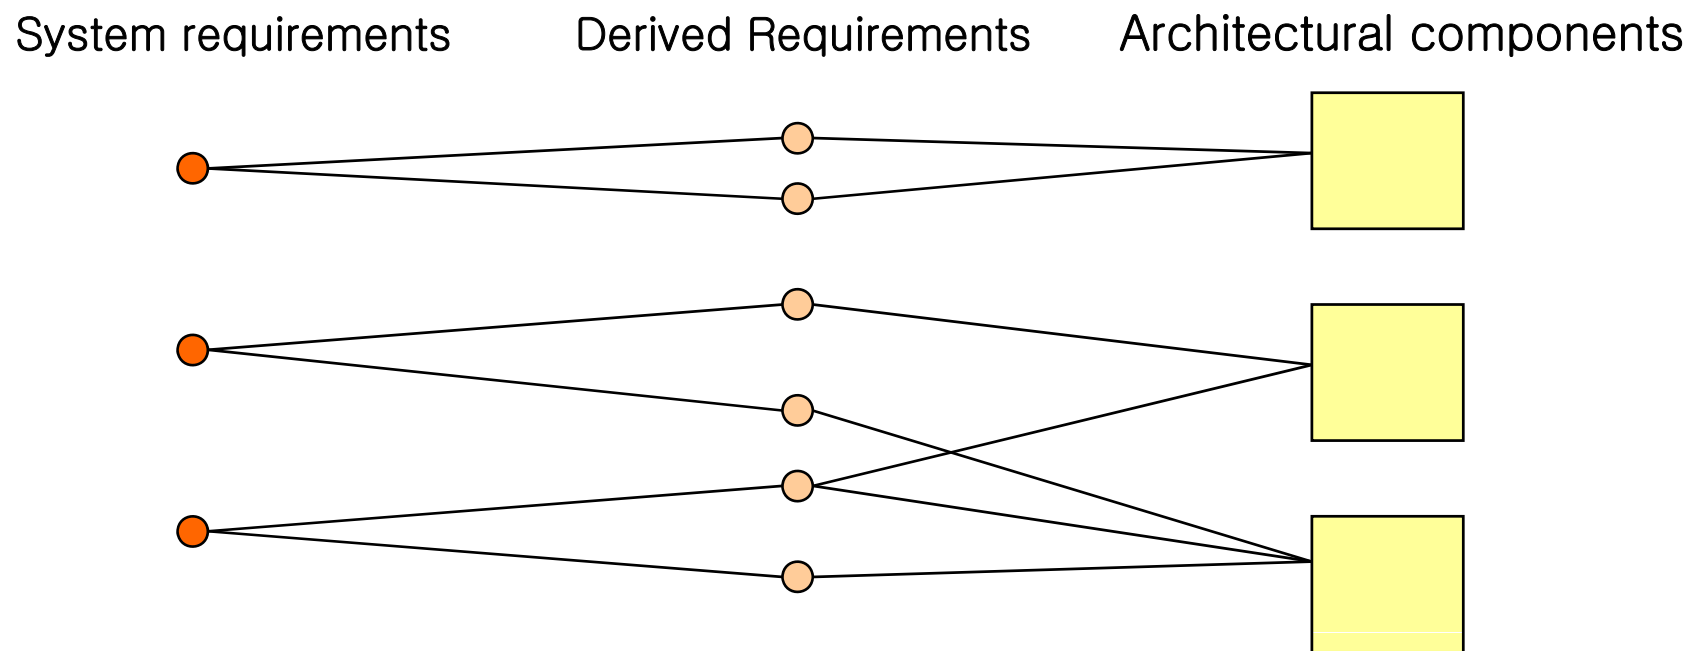 System requirements
Derived Requirements
Architectural components